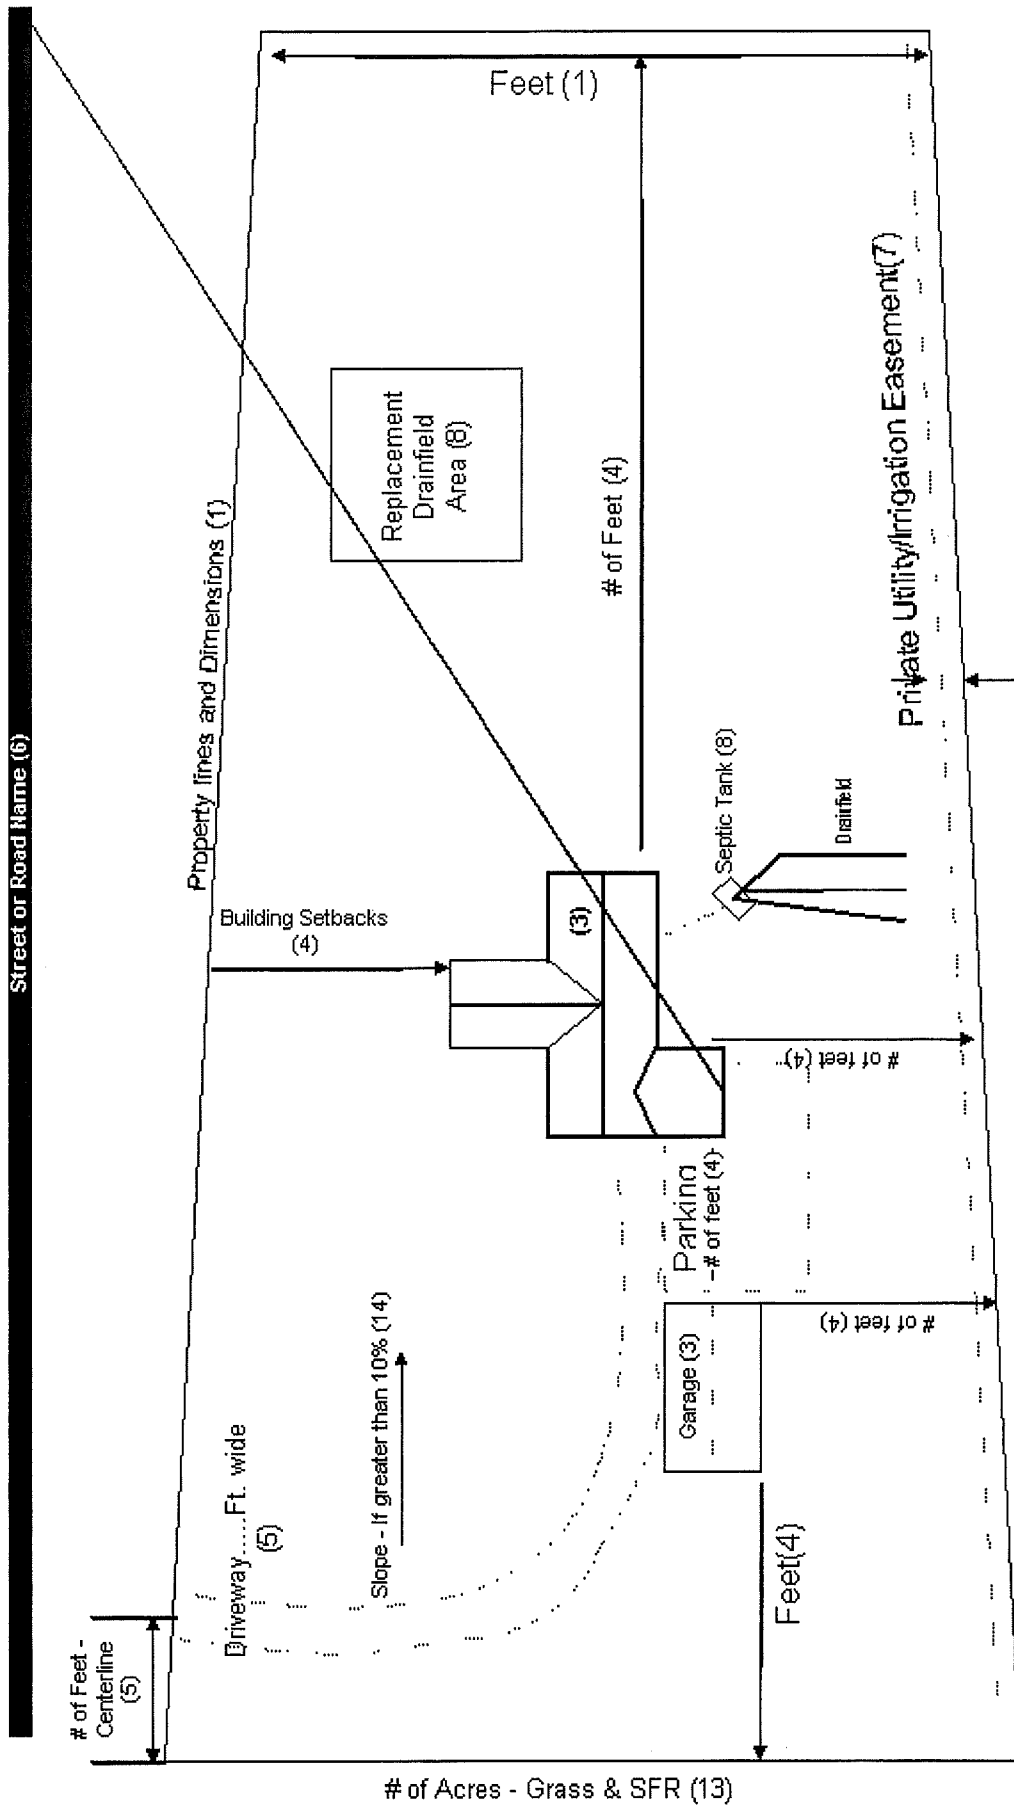 Street or Road Name (6)
Feet (1)
Property lines and Dimensions (1)
Replacement
Drainfield
Area (8)
# of Feet (4)
Private Utility/Irrigation Easement(7)
Building Setbacks
(4)
(3)
Septic Tank (8)
Drainfield
# of feet (4)
Parking
# of feet (4)
Garage (3)
# of feet (4)
Slope - If greater than 10% (14)
Driveway.....Ft. wide
(5)
# of Feet -
Centerline
(5)
Feet(4)
# of Acres - Grass & SFR (13)